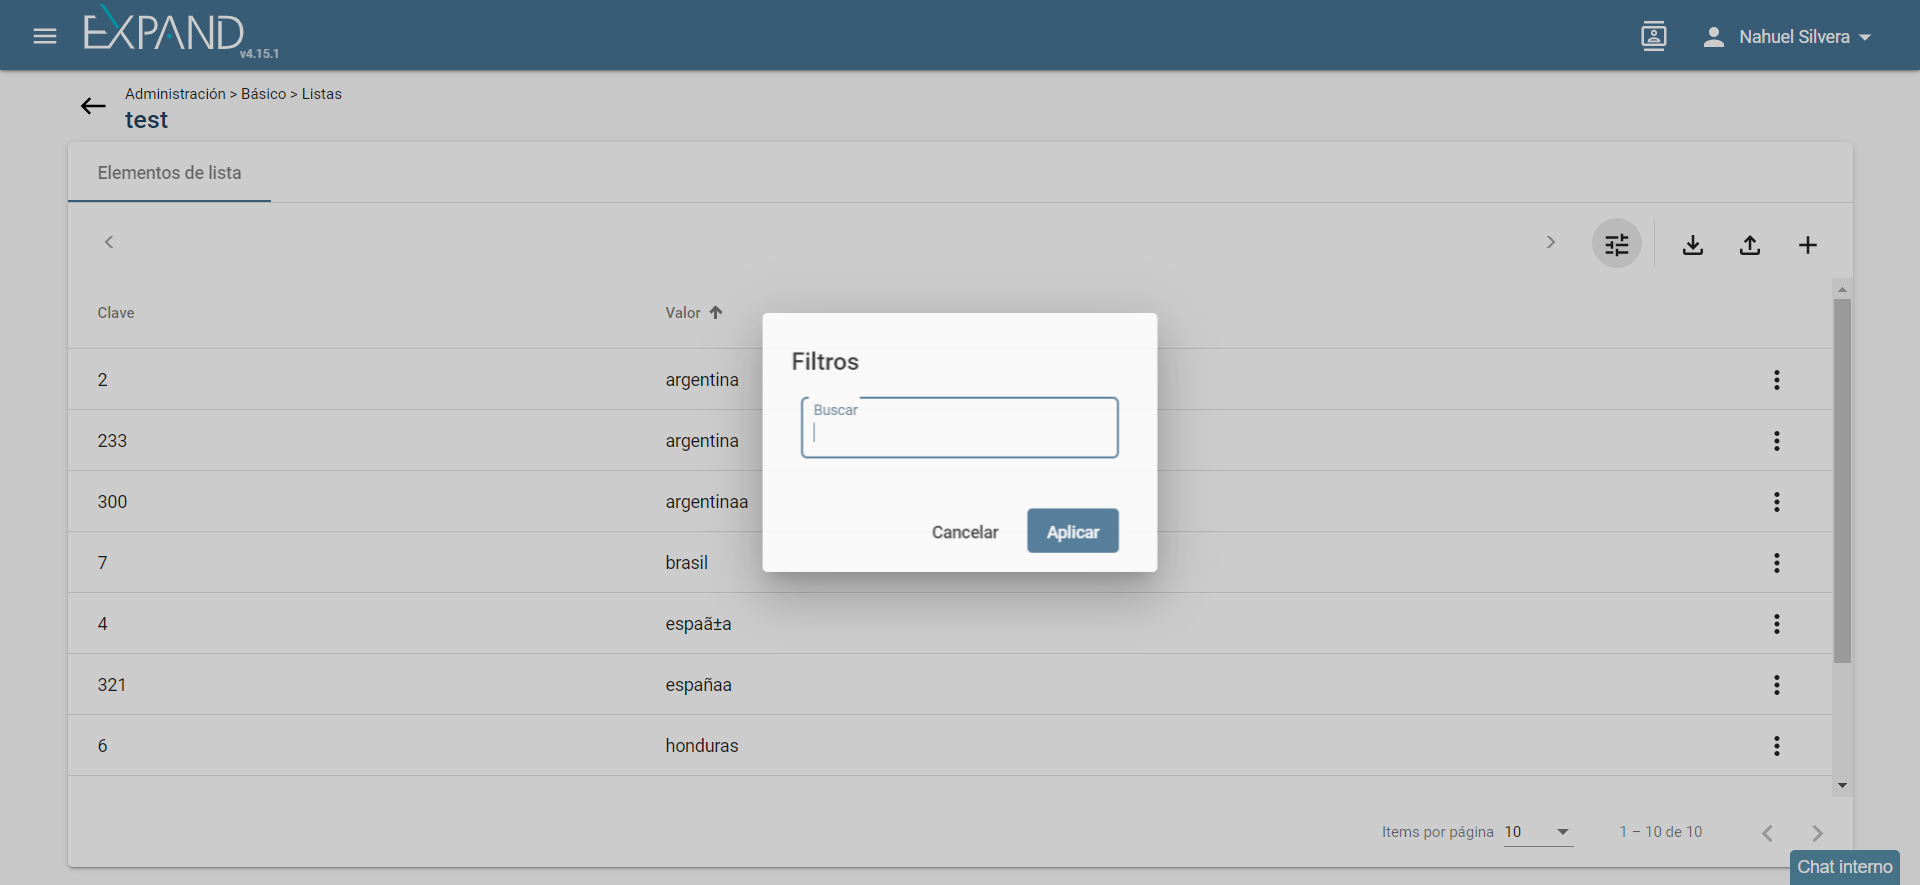 EXPAND
v4.15.1
Nahuel Silvera
Administración > Básico > Listas
test
Elementos de lista
Clave
Valor
2
argentina
233
argentina
300
argentinaa
7
brasil
4
espaã±a
321
españaa
6
honduras
Filtros
Buscar
Cancelar
Aplicar
Items por página
10
1 – 10 de 10
Chat interno